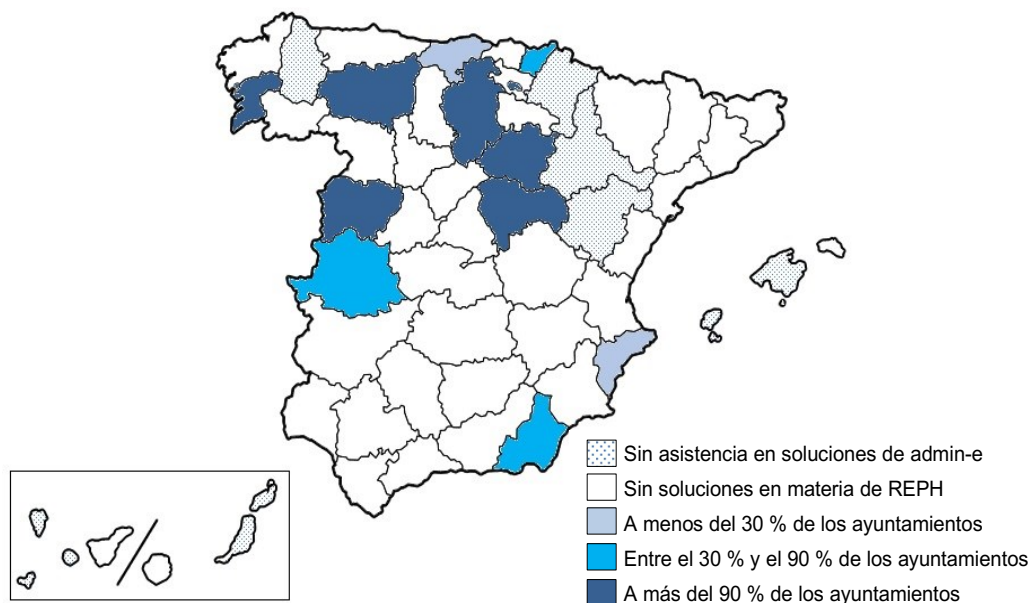 Sin asistencia en soluciones de admin-e
Sin soluciones en materia de REPH
A menos del 30 % de los ayuntamientos
Entre el 30 % y el 90 % de los ayuntamientos
A más del 90 % de los ayuntamientos